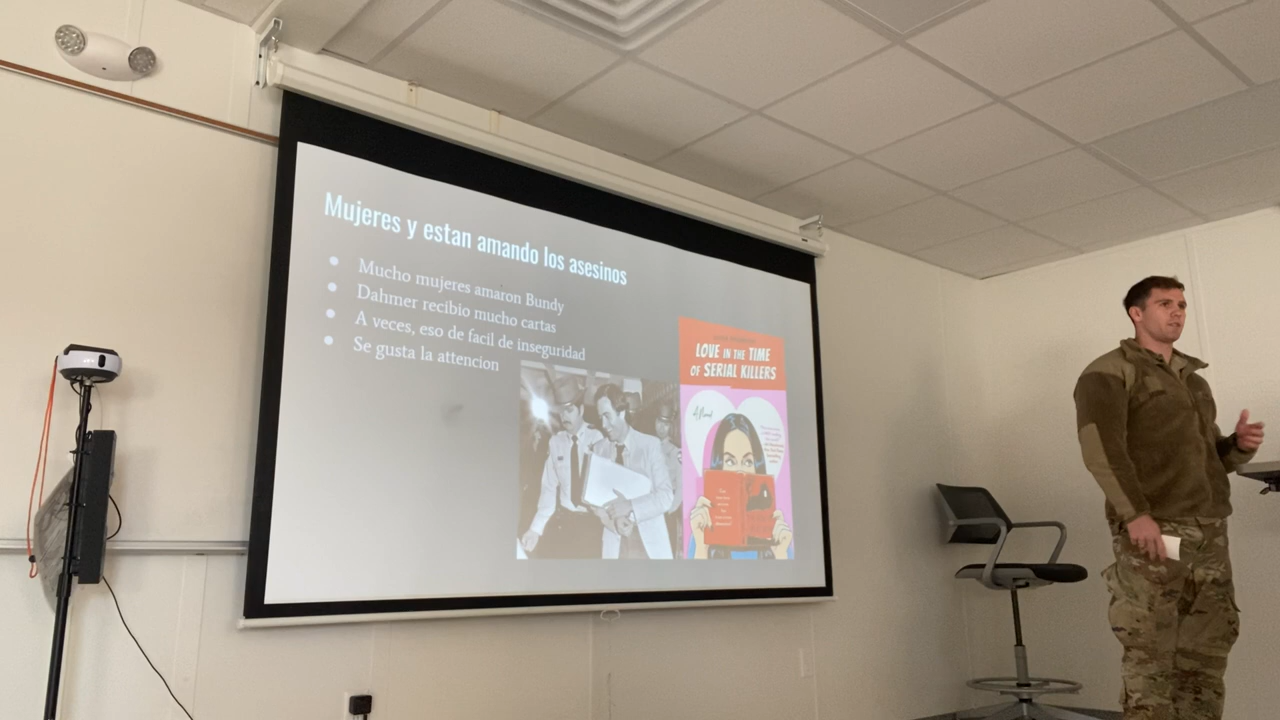 Mujeres y estan amando los asesinos
Mucho mujeres amaron Bundy
Dahmer recibio mucho cartas
A veces, eso de facil de inseguridad
Se gusta la attencion
LOVE IN THE TIME
OF SERIAL KILLERS
A Novel